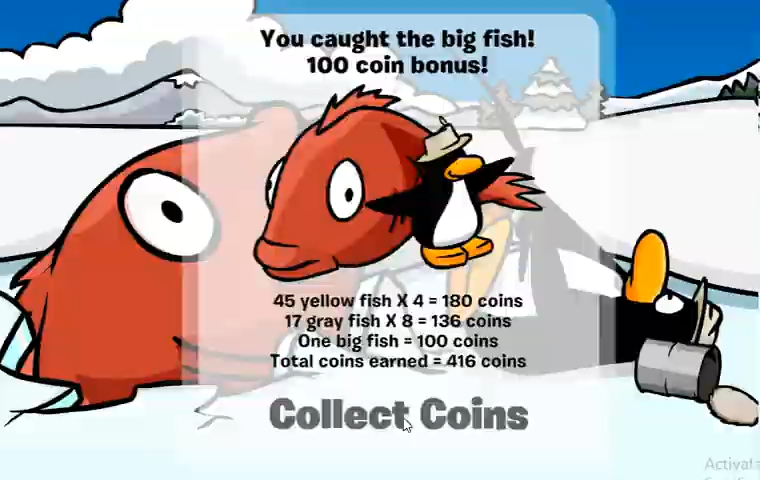 You caught the big fish!
100 coin bonus!
45 yellow fish X 4 = 180 coins
17 gray fish X 8 = 136 coins
One big fish = 100 coins
Total coins earned = 416 coins
Collect Coins